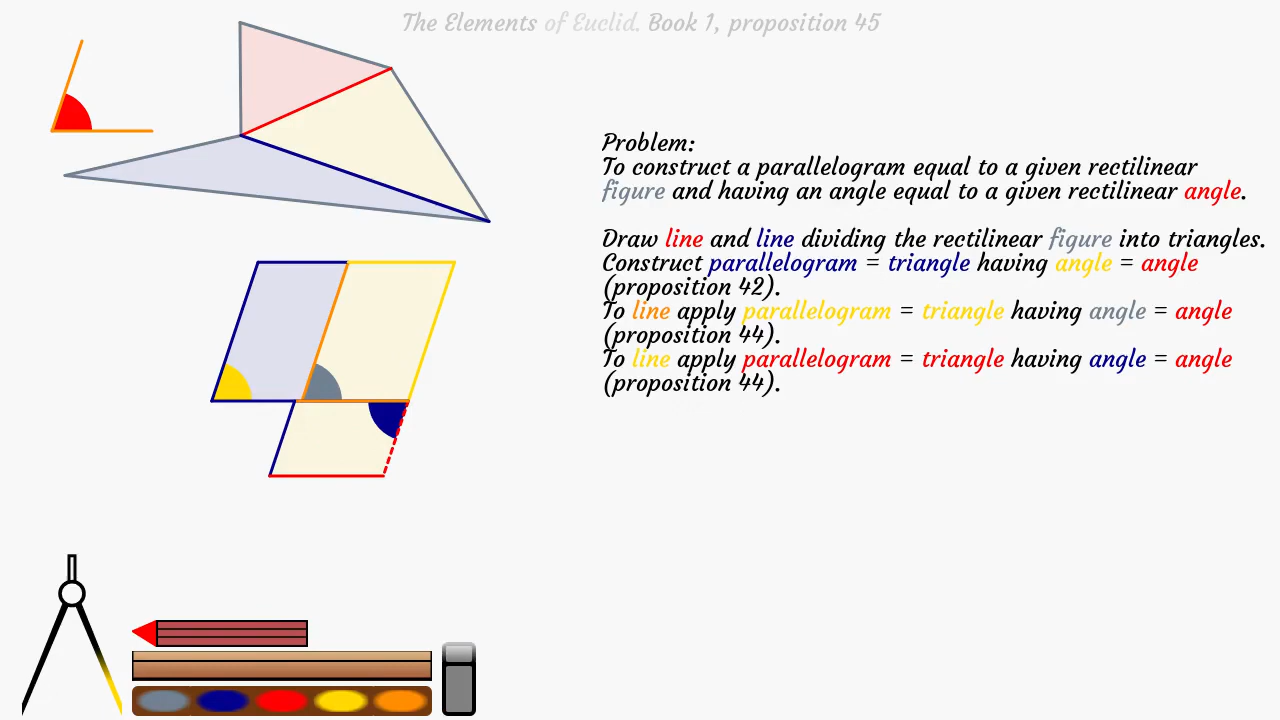 The Elements of Euclid. Book 1, proposition 45
Problem:
To construct a parallelogram equal to a given rectilinear
figure and having an angle equal to a given rectilinear angle.
Draw line and line dividing the rectilinear figure into triangles.
Construct parallelogram = triangle having angle = angle
(proposition 42).
To line apply parallelogram = triangle having angle = angle
(proposition 44).
To line apply parallelogram = triangle having angle = angle
(proposition 44).